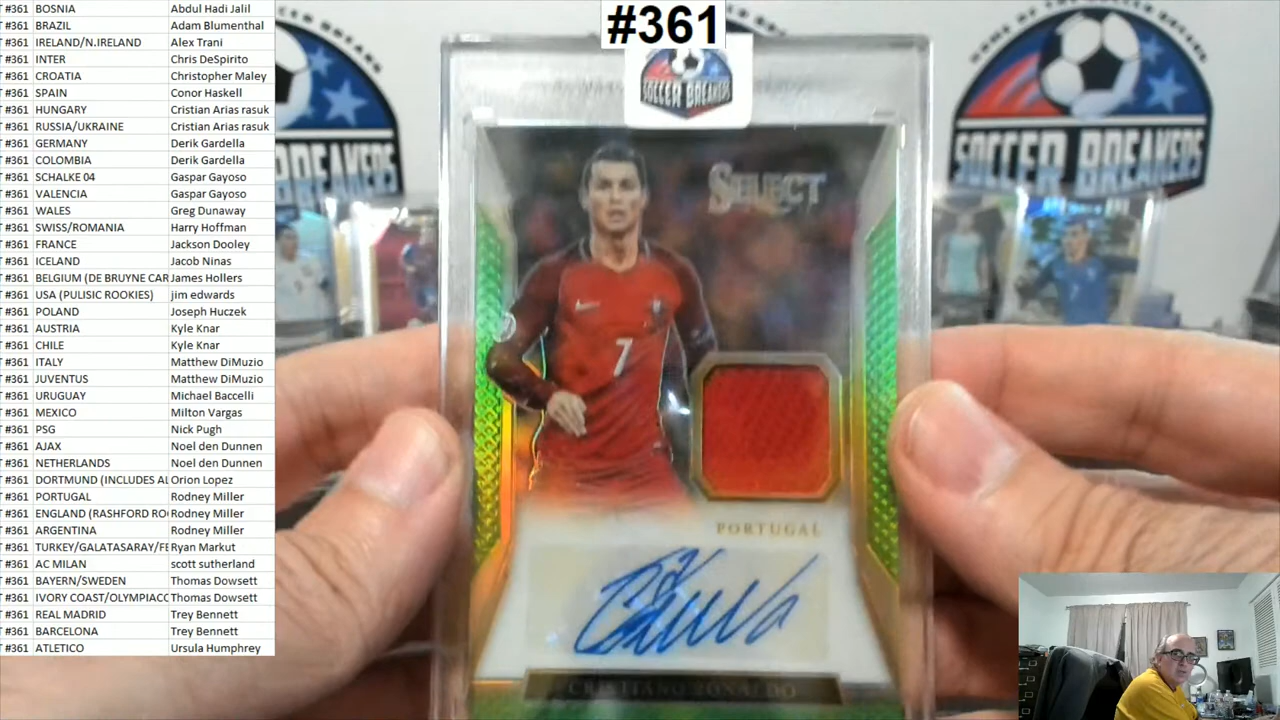 #361
T #361 BOSNIA Abdul Hadi Jalil
T #361 BRAZIL Adam Blumenthal
T #361 IRELAND/N.IRELAND Alex Trani
T #361 INTER Chris DeSpirito
T #361 CROATIA Christopher Maley
T #361 SPAIN Conor Haskell
T #361 HUNGARY Cristian Arias rasuk
T #361 RUSSIA/UKRAINE Cristian Arias rasuk
T #361 GERMANY Derik Gardella
T #361 COLOMBIA Derik Gardella
T #361 SCHALKE 04 Gaspar Gayoso
T #361 VALENCIA Gaspar Gayoso
T #361 WALES Greg Dunaway
T #361 SWISS/ROMANIA Harry Hoffman
T #361 FRANCE Jackson Dooley
T #361 ICELAND Jacob Ninas
T #361 BELGIUM (DE BRUYNE CAR James Hollers
T #361 USA (PULISIC ROOKIES) jim edwards
T #361 POLAND Joseph Huczek
T #361 AUSTRIA Kyle Knar
T #361 CHILE Kyle Knar
T #361 ITALY Matthew DiMuzio
T #361 JUVENTUS Matthew DiMuzio
T #361 URUGUAY Michael Baccelli
T #361 MEXICO Milton Vargas
T #361 PSG Nick Pugh
T #361 AJAX Noel den Dunnen
T #361 NETHERLANDS Noel den Dunnen
T #361 DORTMUND (INCLUDES AL Orion Lopez
T #361 PORTUGAL Rodney Miller
T #361 ENGLAND (RASHFORD RO Rodney Miller
T #361 ARGENTINA Rodney Miller
T #361 TURKEY/GALATASARAY/FE Ryan Markut
T #361 AC MILAN scott sutherland
T #361 BAYERN/SWEDEN Thomas Dowsett
T #361 IVORY COAST/OLYMPIACO Thomas Dowsett
T #361 REAL MADRID Trey Bennett
T #361 BARCELONA Trey Bennett
T #361 ATLETICO Ursula Humphrey
SOCCER BREAKERS
SOCCER BREAKERS
BREAKERS
SELECT
7
PORTUGAL
CRISTIANO RONALDO